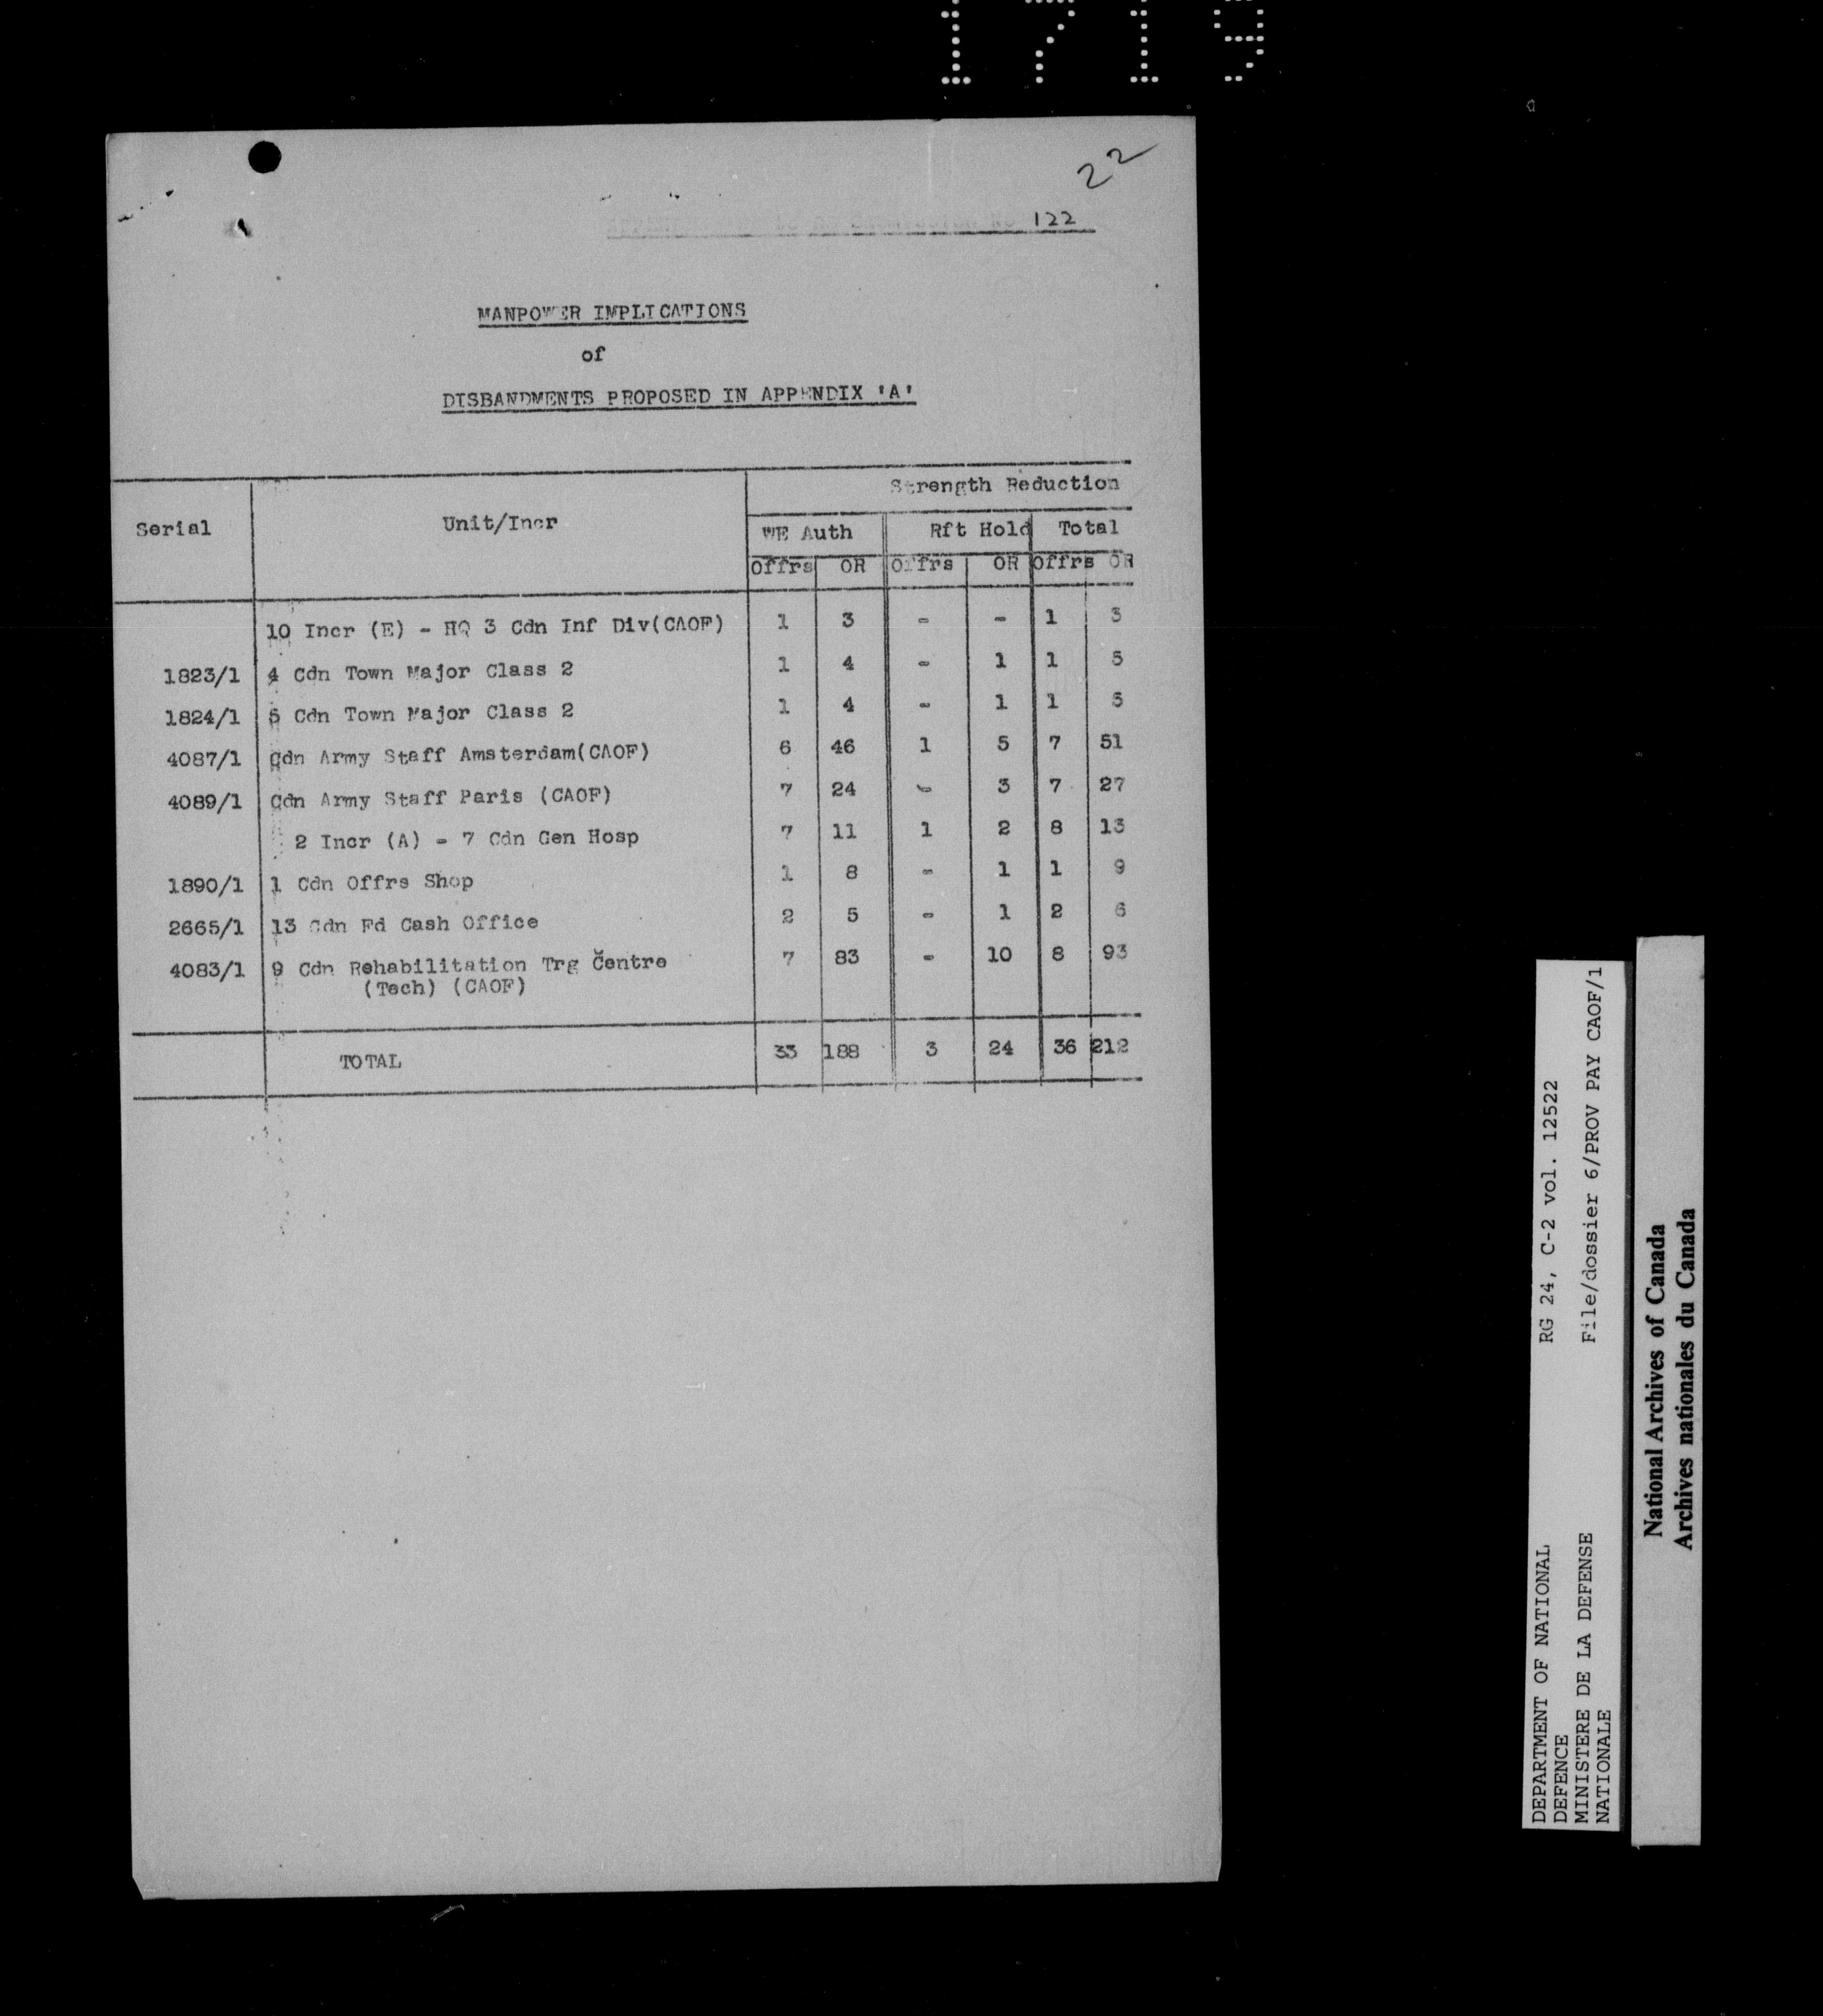 1719
22
122
MANPOWER IMPLICATIONS
of
DISBANDMENTS PROPOSED IN APPENDIX 'A'
Strength Reduction
Serial Unit/Incr WE Auth Rft Hold Total
Offrs OR Offrs OR Offrs OR
10 Incr (E) - HQ 3 Cdn Inf Div(CAOF) 1 3 - - 1 3
1823/1 4 Cdn Town Major Class 2 1 4 - 1 1 5
1824/1 5 Cdn Town Major Class 2 1 4 - 1 1 5
4087/1 Cdn Army Staff Amsterdam(CAOF) 6 46 1 5 7 51
4089/1 Cdn Army Staff Paris (CAOF) 7 24 - 3 7 27
2 Incr (A) - 7 Cdn Gen Hosp 7 11 1 2 8 13
1890/1 1 Cdn Offrs Shop 1 8 - 1 1 9
2665/1 13 Cdn Fd Cash Office 2 5 - 1 2 6
4083/1 9 Cdn Rehabilitation Trg Centre 7 83 - 10 8 93
(Tech) (CAOF)
TOTAL 33 188 3 24 36 212
DEPARTMENT OF NATIONAL
DEFENCE
MINISTERE DE LA DEFENSE
NATIONALE
RG 24, C-2 vol. 12522
File/dossier 6/PROV PAY CAOF/1
National Archives of Canada
Archives nationales du Canada